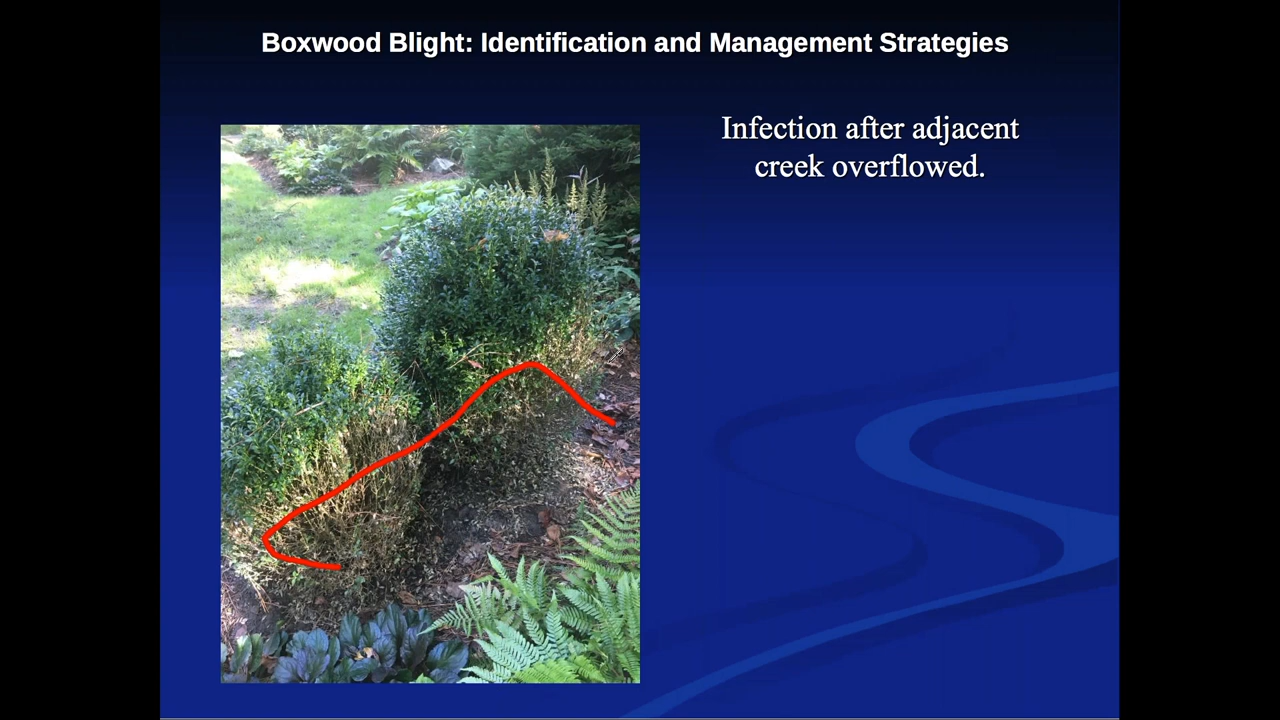 Boxwood Blight: Identification and Management Strategies
Infection after adjacent
creek overflowed.